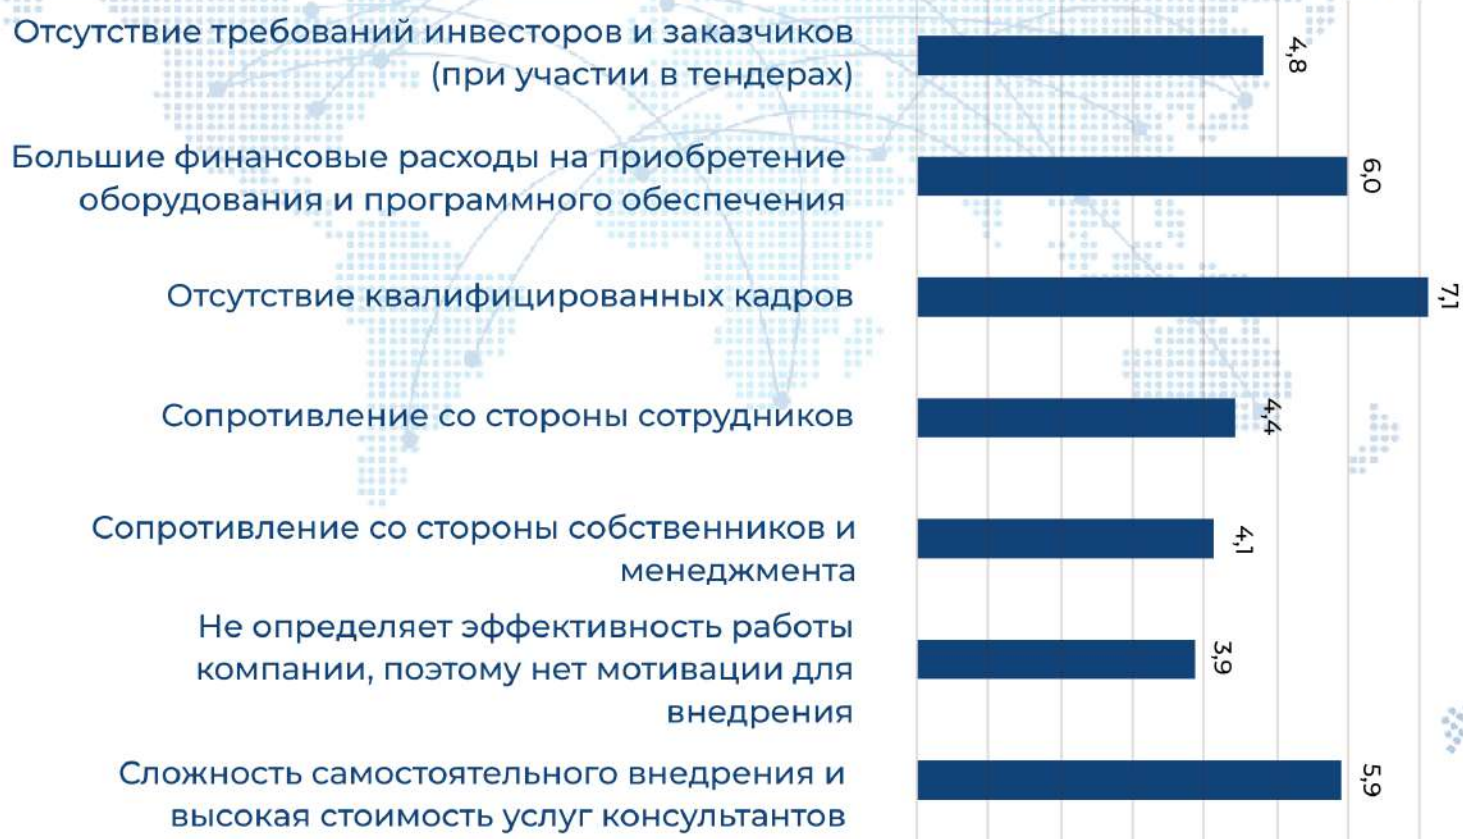 Отсутствие требований инвесторов и заказчиков
(при участии в тендерах)
4,8
Большие финансовые расходы на приобретение
оборудования и программного обеспечения
6,0
Отсутствие квалифицированных кадров
7,1
Сопротивление со стороны сотрудников
4,4
Сопротивление со стороны собственников и
менеджмента
4,1
Не определяет эффективность работы
компании, поэтому нет мотивации для
внедрения
3,9
Сложность самостоятельного внедрения и
высокая стоимость услуг консультантов
5,9